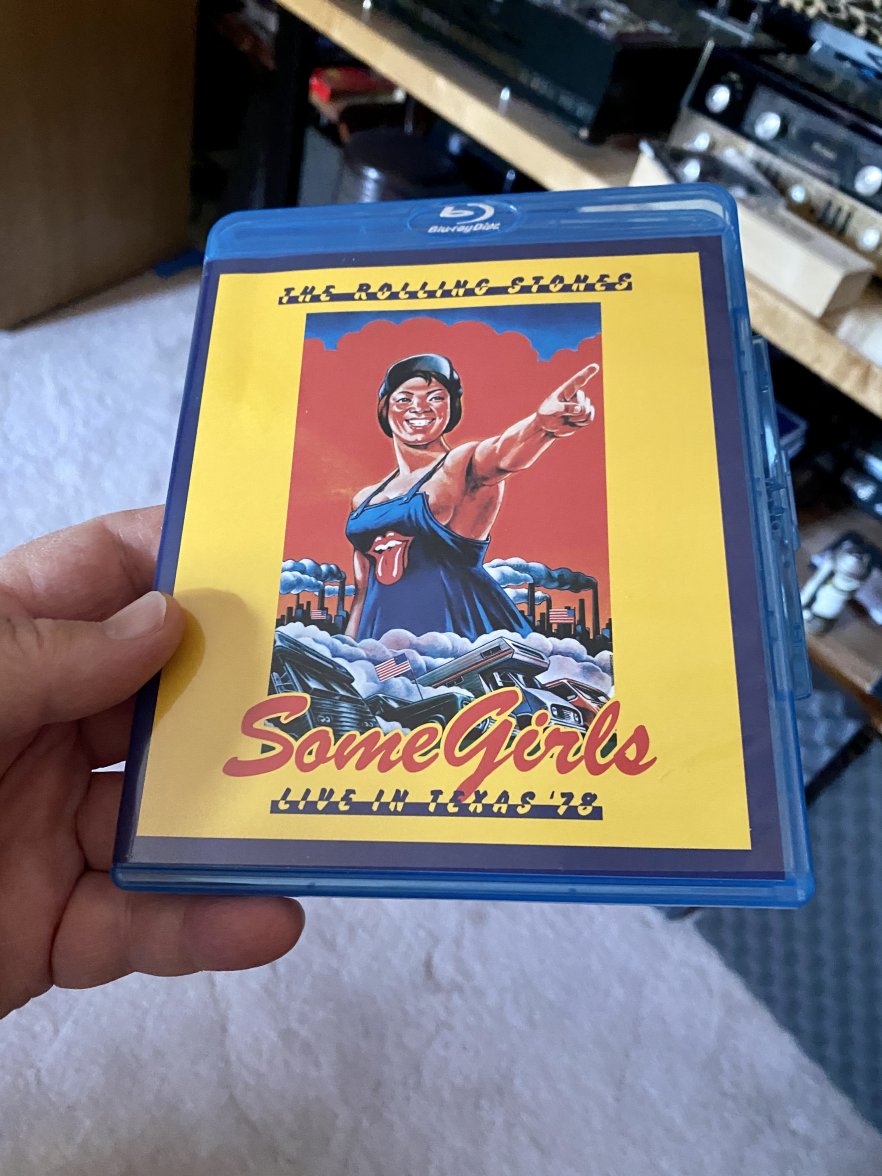 Blu-ray Disc
THE ROLLING STONES
Some Girls
LIVE IN TEXAS '78